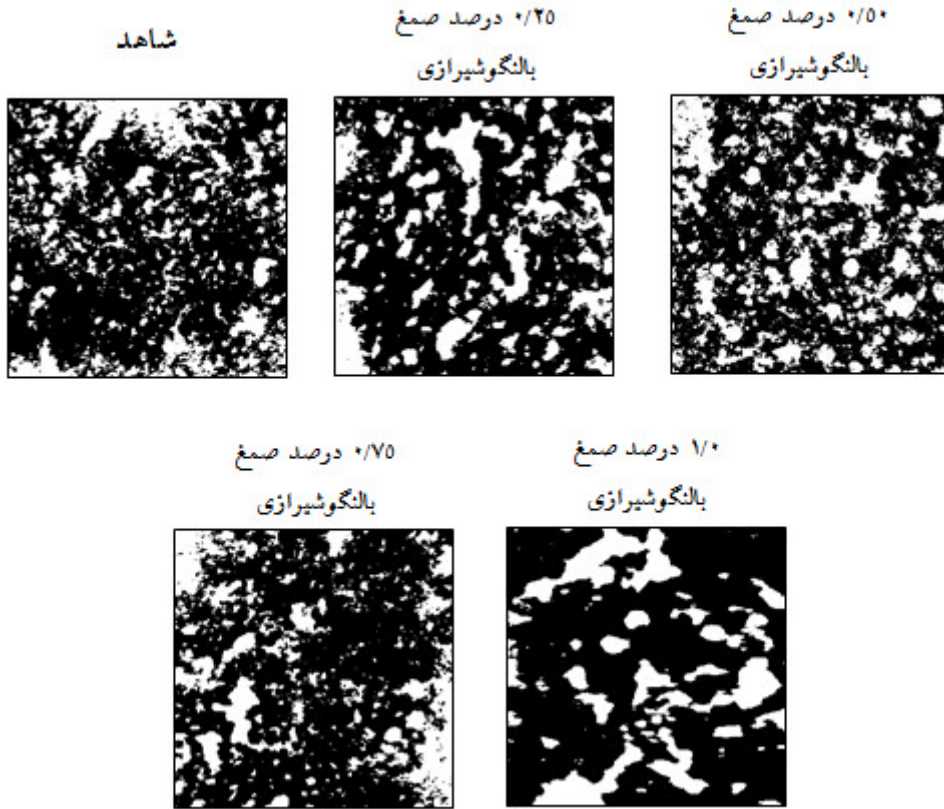 شاهد
۰/۲۵ درصد صمغ
بالنگوشیرازی
۰/۵۰ درصد صمغ
بالنگوشیرازی
۰/۷۵ درصد صمغ
بالنگوشیرازی
۱/۰ درصد صمغ
بالنگوشیرازی